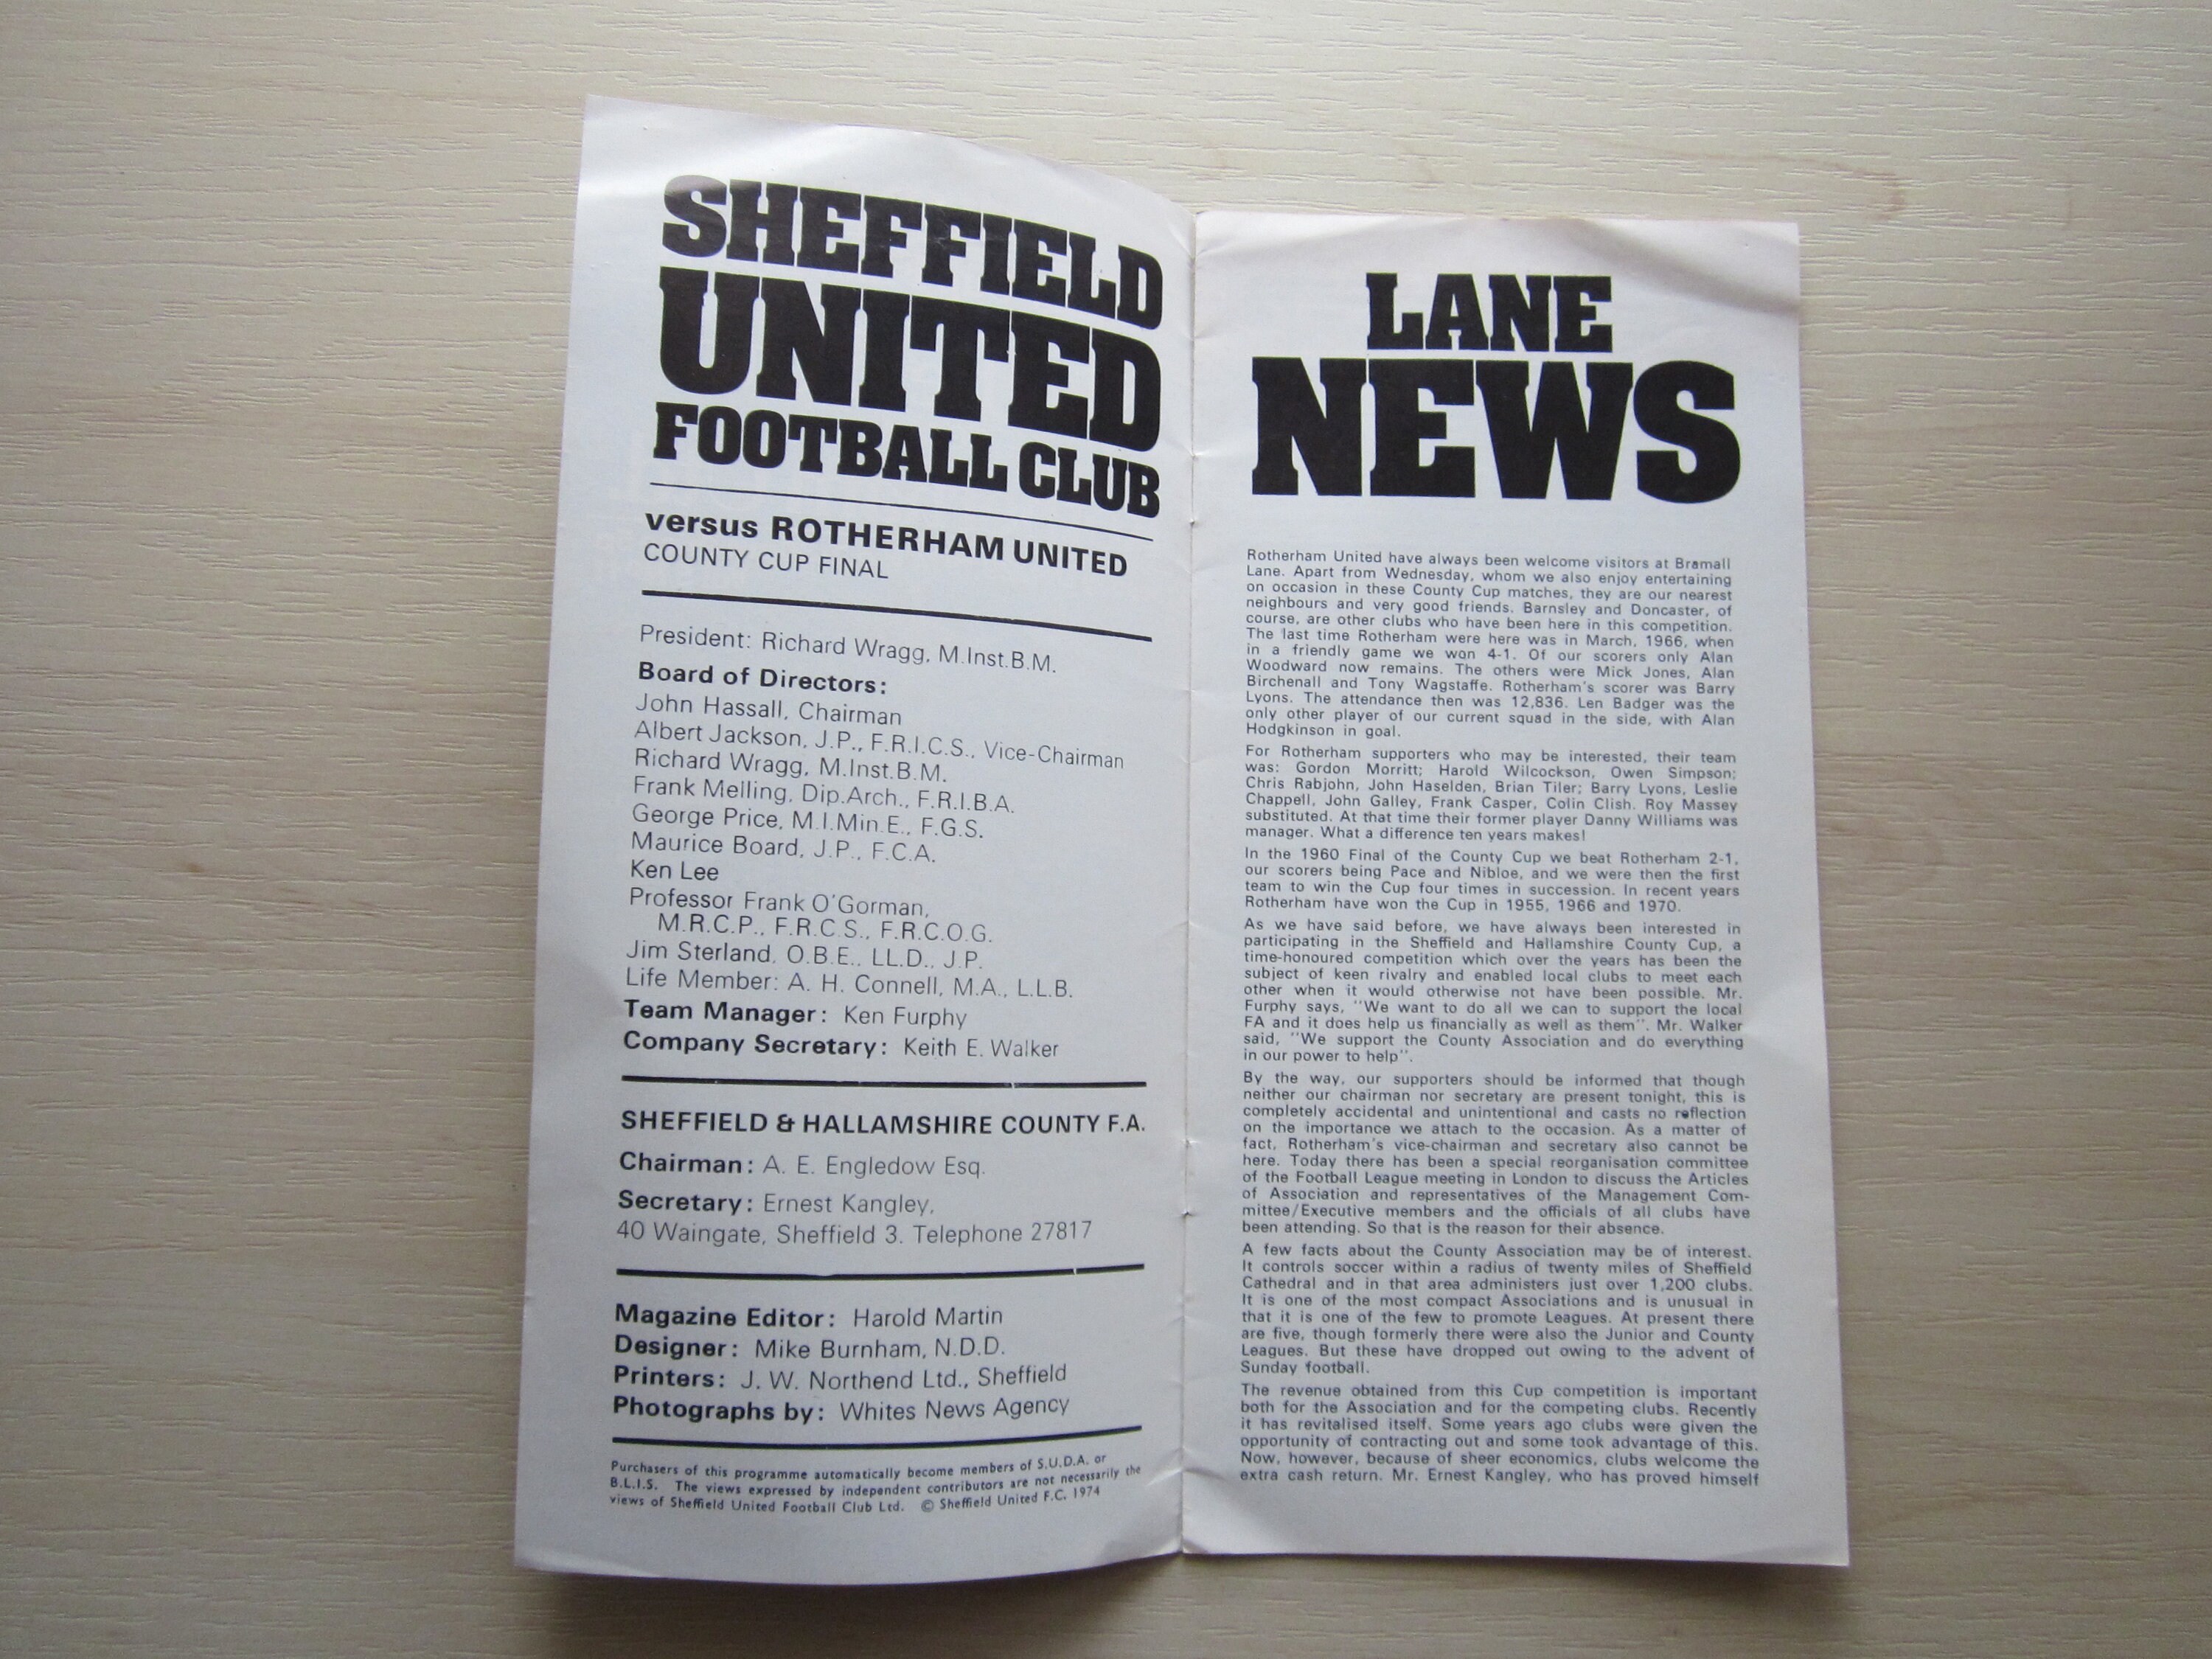 SHEFFIELD
UNITED
FOOTBALL CLUB
versus ROTHERHAM UNITED
COUNTY CUP FINAL
President: Richard Wragg, M.Inst.B.M.
Board of Directors:
John Hassall, Chairman
Albert Jackson, J.P., F.R.I.C.S., Vice-Chairman
Richard Wragg, M.Inst.B.M.
Frank Melling, Dip.Arch., F.R.I.B.A.
George Price, M.I.Min.E., F.G.S.
Maurice Board, J.P., F.C.A.
Ken Lee
Professor Frank O'Gorman,
M.R.C.P., F.R.C.S., F.R.C.O.G.
Jim Sterland, O.B.E., LL.D., J.P.
Life Member: A. H. Connell, M.A., L.L.B.
Team Manager: Ken Furphy
Company Secretary: Keith E. Walker
SHEFFIELD & HALLAMSHIRE COUNTY F.A.
Chairman: A. E. Engledow Esq.
Secretary: Ernest Kangley,
40 Waingate, Sheffield 3. Telephone 27817
Magazine Editor: Harold Martin
Designer: Mike Burnham, N.D.D.
Printers: J. W. Northend Ltd., Sheffield
Photographs by: Whites News Agency
Purchasers of this programme automatically become members of S.U.D.A. or
B.L.I.S. The views expressed by independent contributors are not necessarily the
views of Sheffield United Football Club Ltd. © Sheffield United F.C. 1974
LANE
NEWS
Rotherham United have always been welcome visitors at Bramall
Lane. Apart from Wednesday, whom we also enjoy entertaining
on occasion in these County Cup matches, they are our nearest
neighbours and very good friends. Barnsley and Doncaster, of
course, are other clubs who have been here in this competition.
The last time Rotherham were here was in March, 1966, when
in a friendly game we won 4-1. Of our scorers only Alan
Woodward now remains. The others were Mick Jones, Alan
Birchenall and Tony Wagstaffe. Rotherham's scorer was Barry
Lyons. The attendance then was 12,836. Len Badger was the
only other player of our current squad in the side, with Alan
Hodgkinson in goal.
For Rotherham supporters who may be interested, their team
was: Gordon Morritt; Harold Wilcockson, Owen Simpson;
Chris Rabjohn, John Haselden, Brian Tiler; Barry Lyons, Leslie
Chappell, John Galley, Frank Casper, Colin Clish. Roy Massey
substituted. At that time their former player Danny Williams was
manager. What a difference ten years makes!
In the 1960 Final of the County Cup we beat Rotherham 2-1,
our scorers being Pace and Nibloe, and we were then the first
team to win the Cup four times in succession. In recent years
Rotherham have won the Cup in 1955, 1966 and 1970.
As we have said before, we have always been interested in
participating in the Sheffield and Hallamshire County Cup, a
time-honoured competition which over the years has been the
subject of keen rivalry and enabled local clubs to meet each
other when it would otherwise not have been possible. Mr.
Furphy says, "We want to do all we can to support the local
FA and it does help us financially as well as them". Mr. Walker
said, "We support the County Association and do everything
in our power to help".
By the way, our supporters should be informed that though
neither our chairman nor secretary are present tonight, this is
completely accidental and unintentional and casts no reflection
on the importance we attach to the occasion. As a matter of
fact, Rotherham's vice-chairman and secretary also cannot be
here. Today there has been a special reorganisation committee
of the Football League meeting in London to discuss the Articles
of Association and representatives of the Management Com-
mittee/Executive members and the officials of all clubs have
been attending. So that is the reason for their absence.
A few facts about the County Association may be of interest.
It controls soccer within a radius of twenty miles of Sheffield
Cathedral and in that area administers just over 1,200 clubs.
It is one of the most compact Associations and is unusual in
that it is one of the few to promote Leagues. At present there
are five, though formerly there were also the Junior and County
Leagues. But these have dropped out owing to the advent of
Sunday football.
The revenue obtained from this Cup competition is important
both for the Association and for the competing clubs. Recently
it has revitalised itself. Some years ago clubs were given the
opportunity of contracting out and some took advantage of this.
Now, however, because of sheer economics, clubs welcome the
extra cash return. Mr. Ernest Kangley, who has proved himself